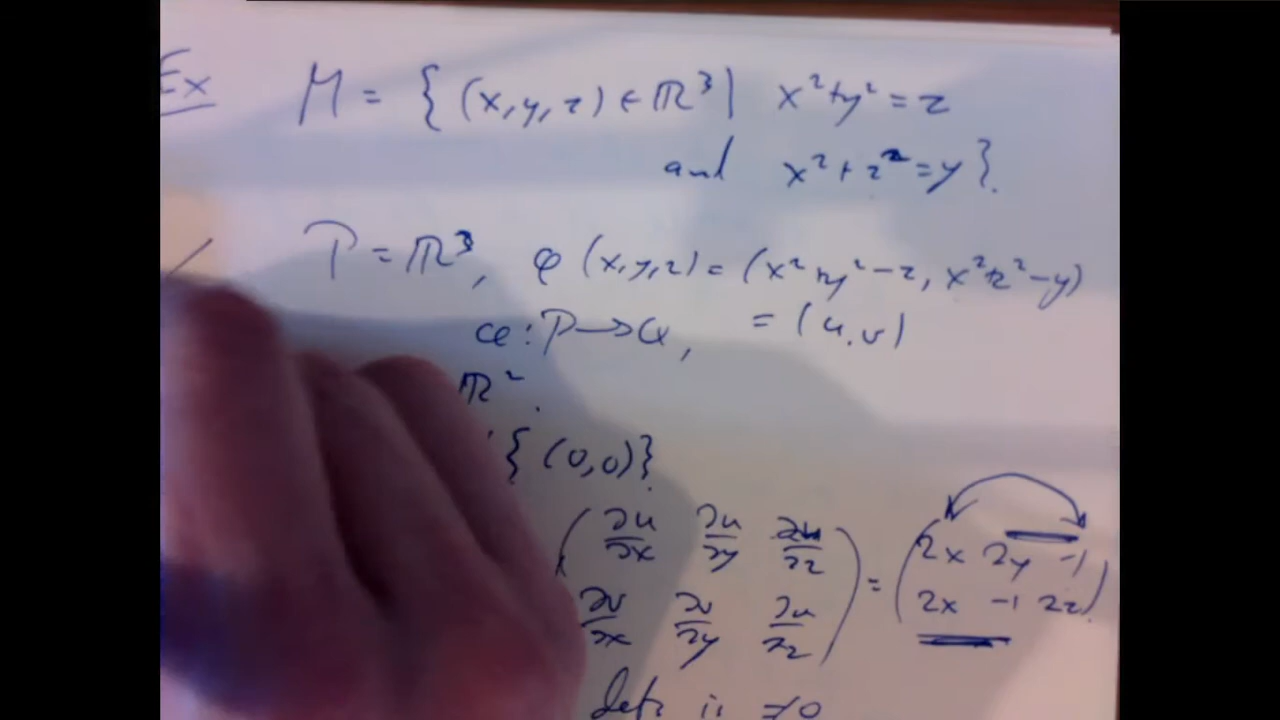 Ex M = { (x, y, z) ∈ ℝ³ | x² + y² = z
and x² + z² = y }.
P = ℝ³, φ (x, y, z) = (x² + y² - z, x² + z² - y)
φ : P → Q, = (u, v)
ℝ².
{ (0,0) }.
( ∂u/∂x ∂u/∂y ∂u/∂z ) = ( 2x 2y -1 )
( ∂v/∂x ∂v/∂y ∂u/∂z ) ( 2x -1 2z )
dets is ≠ 0